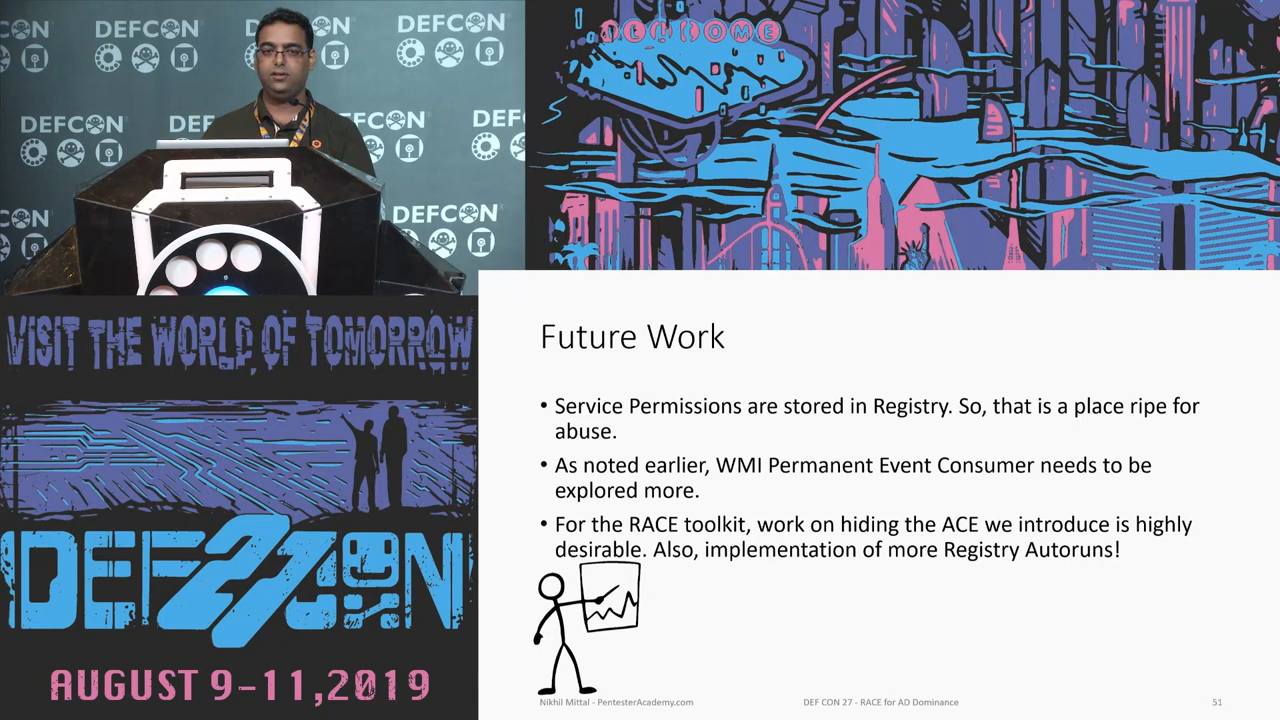 DEFCON
DEFCON
DEFCON
DEFCON
DEF
DEF
DEFCON
WELCOME
VISIT THE WORLD OF TOMORROW
DEF CON
27
AUGUST 9-11,2019
Future Work
• Service Permissions are stored in Registry. So, that is a place ripe for
abuse.
• As noted earlier, WMI Permanent Event Consumer needs to be
explored more.
• For the RACE toolkit, work on hiding the ACE we introduce is highly
desirable. Also, implementation of more Registry Autoruns!
Nikhil Mittal - PentesterAcademy.com
DEF CON 27 - RACE for AD Dominance
51